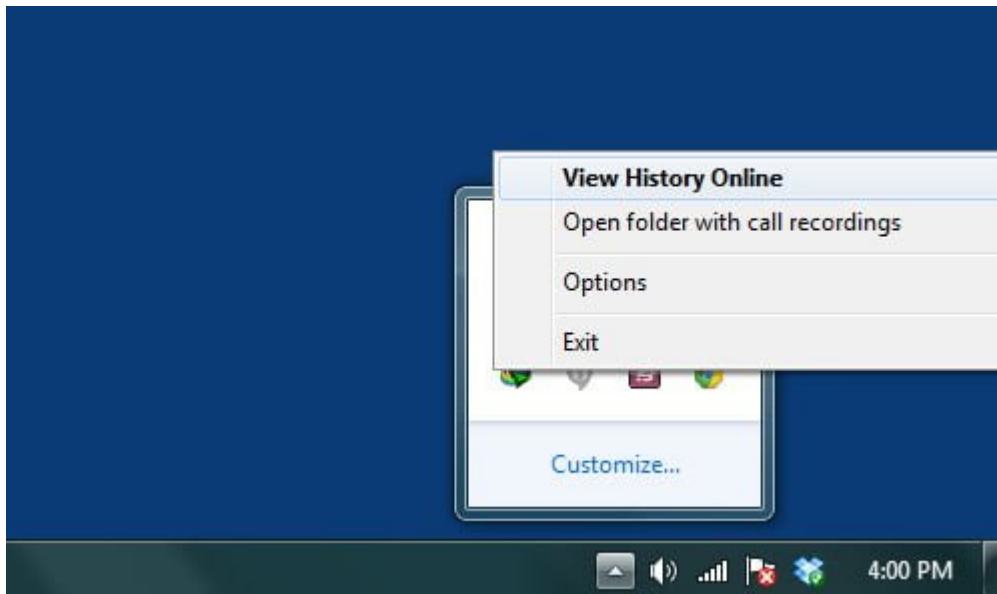 View History Online
Open folder with call recordings
Options
Exit
Customize...
4:00 PM